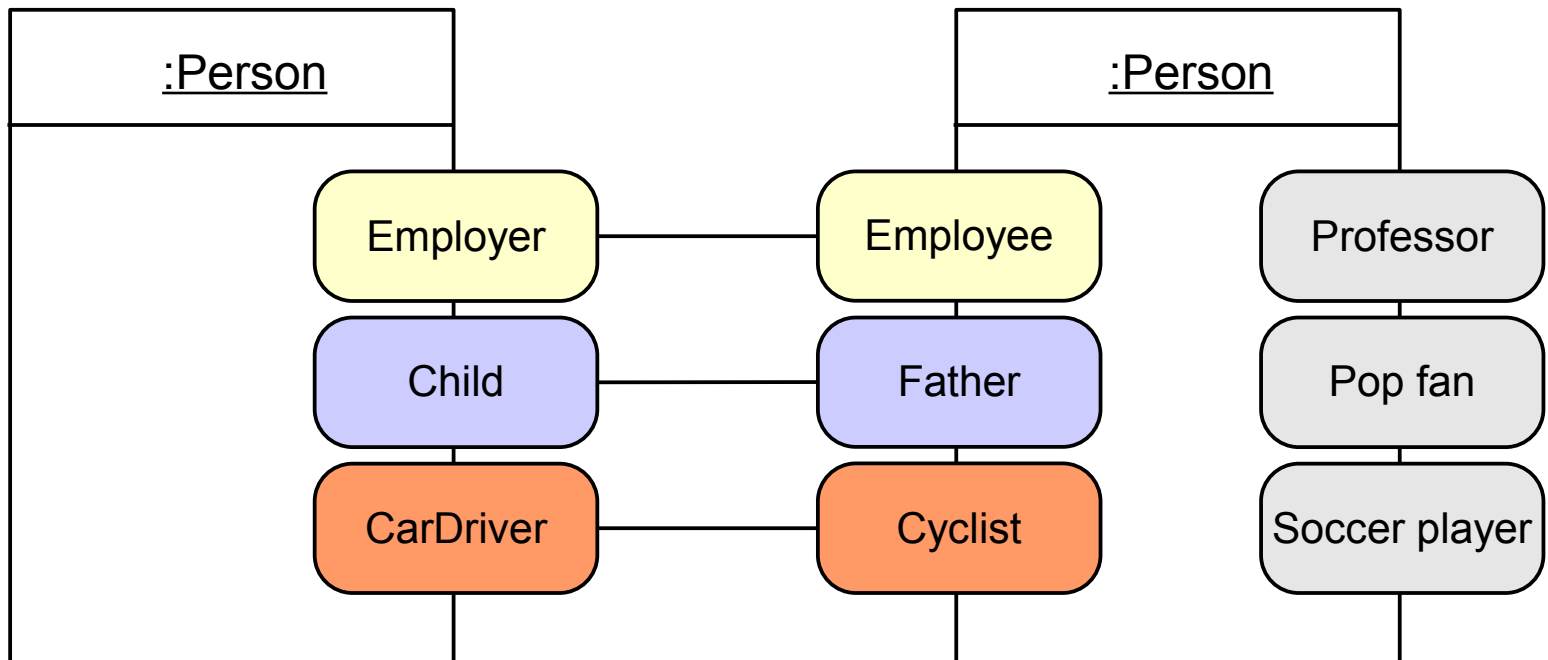 :Person
:Person
Employer
Employee
Professor
Child
Father
Pop fan
CarDriver
Cyclist
Soccer player